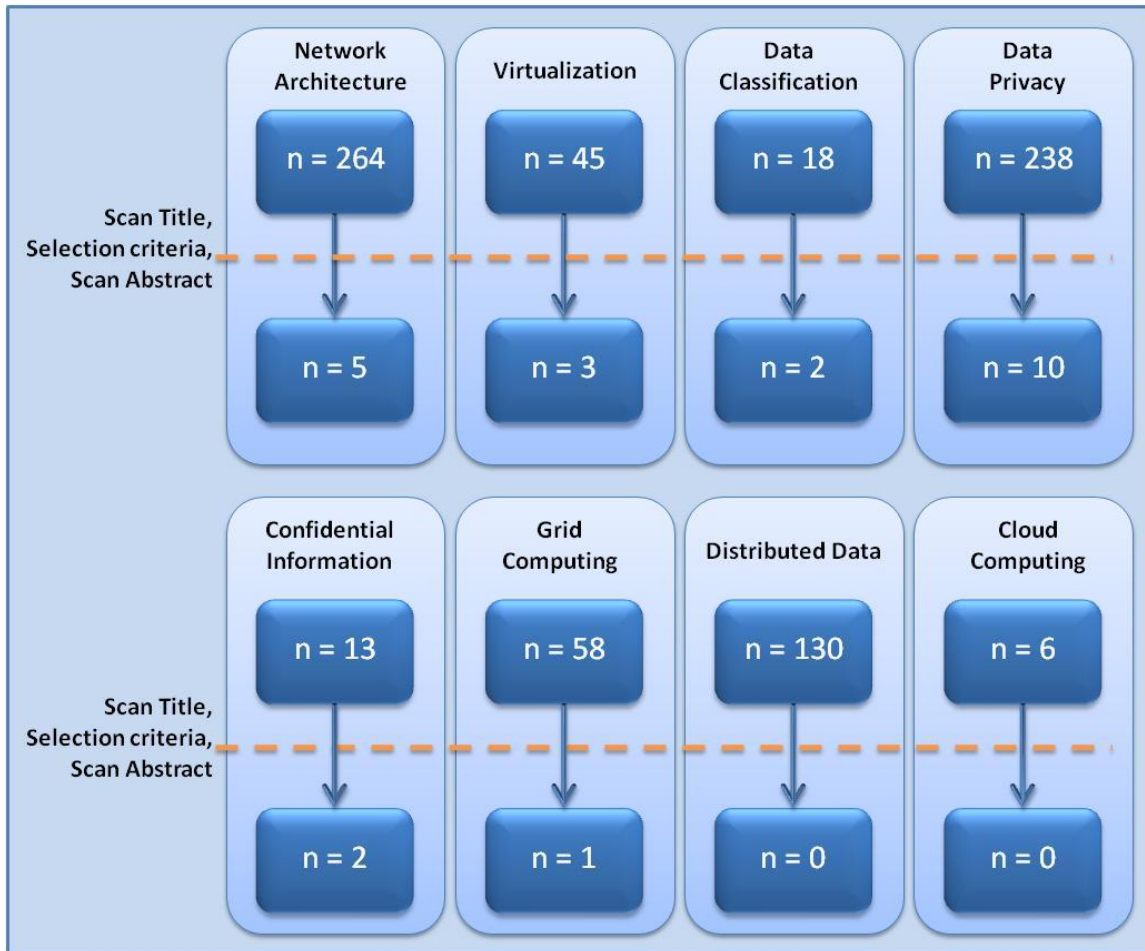 Network
Architecture
Virtualization
Data
Classification
Data
Privacy
n = 264
n = 45
n = 18
n = 238
Scan Title,
Selection criteria,
Scan Abstract
n = 5
n = 3
n = 2
n = 10
Confidential
Information
Grid
Computing
Distributed Data
Cloud
Computing
n = 13
n = 58
n = 130
n = 6
Scan Title,
Selection criteria,
Scan Abstract
n = 2
n = 1
n = 0
n = 0